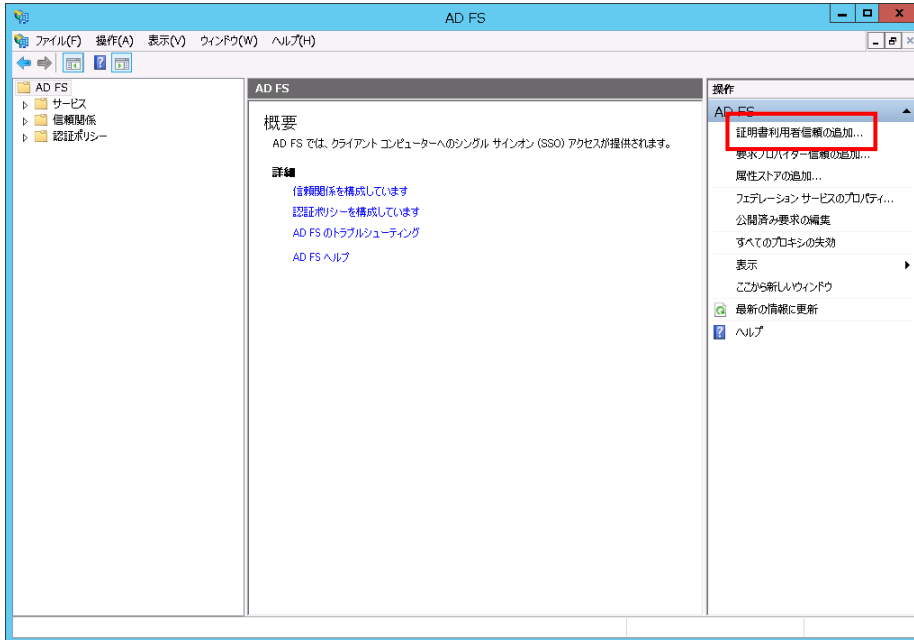 AD FS
ファイル(F) 操作(A) 表示(V) ウィンドウ(W) ヘルプ(H)
AD FS
サービス
信頼関係
認証ポリシー
AD FS
概要
AD FS では、クライアント コンピューターへのシングル サインオン (SSO) アクセスが提供されます。
詳細
信頼関係を構成しています
認証ポリシーを構成しています
AD FS のトラブルシューティング
AD FS ヘルプ
操作
AD FS
証明書利用者信頼の追加...
要求プロバイダー信頼の追加...
属性ストアの追加...
フェデレーション サービスのプロパティ...
公開済み要求の編集
すべてのプロキシの失効
表示
ここから新しいウィンドウ
最新の情報に更新
ヘルプ